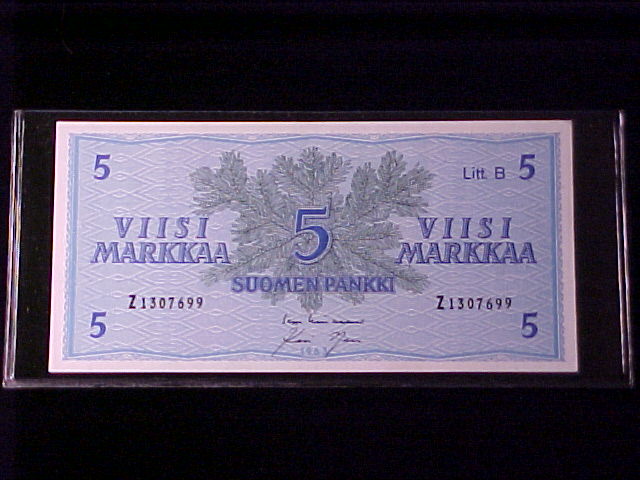 5
Litt. B 5
VIISI
MARKKAA
5
VIISI
MARKKAA
SUOMEN PANKKI
Z1307699
Z1307699
5
5